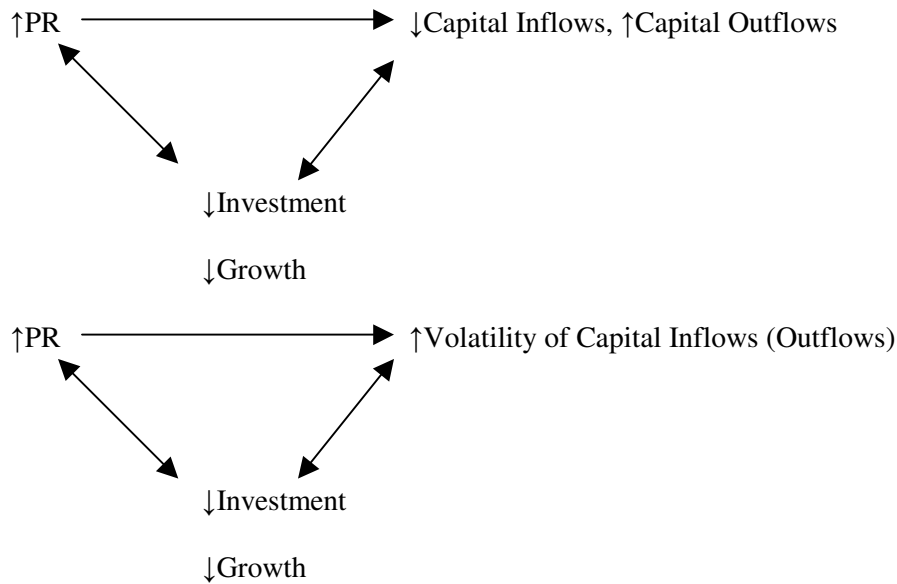 ↑PR ↓Capital Inflows, ↑Capital Outflows
↓Investment
↓Growth
↑PR ↑Volatility of Capital Inflows (Outflows)
↓Investment
↓Growth